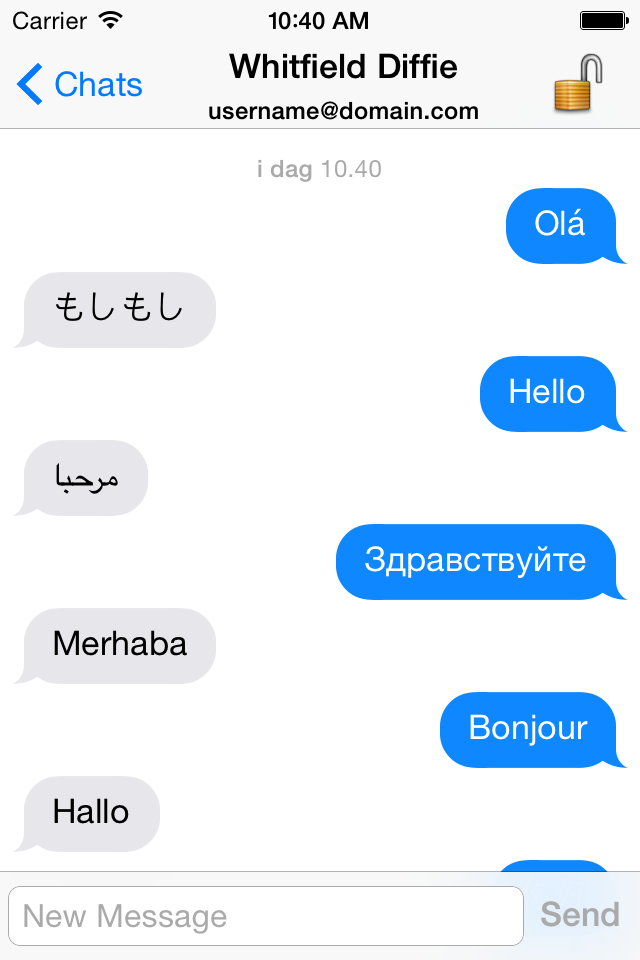 Carrier 10:40 AM
Chats
Whitfield Diffie
username@domain.com
i dag 10.40
Olá
もしもし
Hello
مرحبا
Здравствуйте
Merhaba
Bonjour
Hallo
New Message
Send